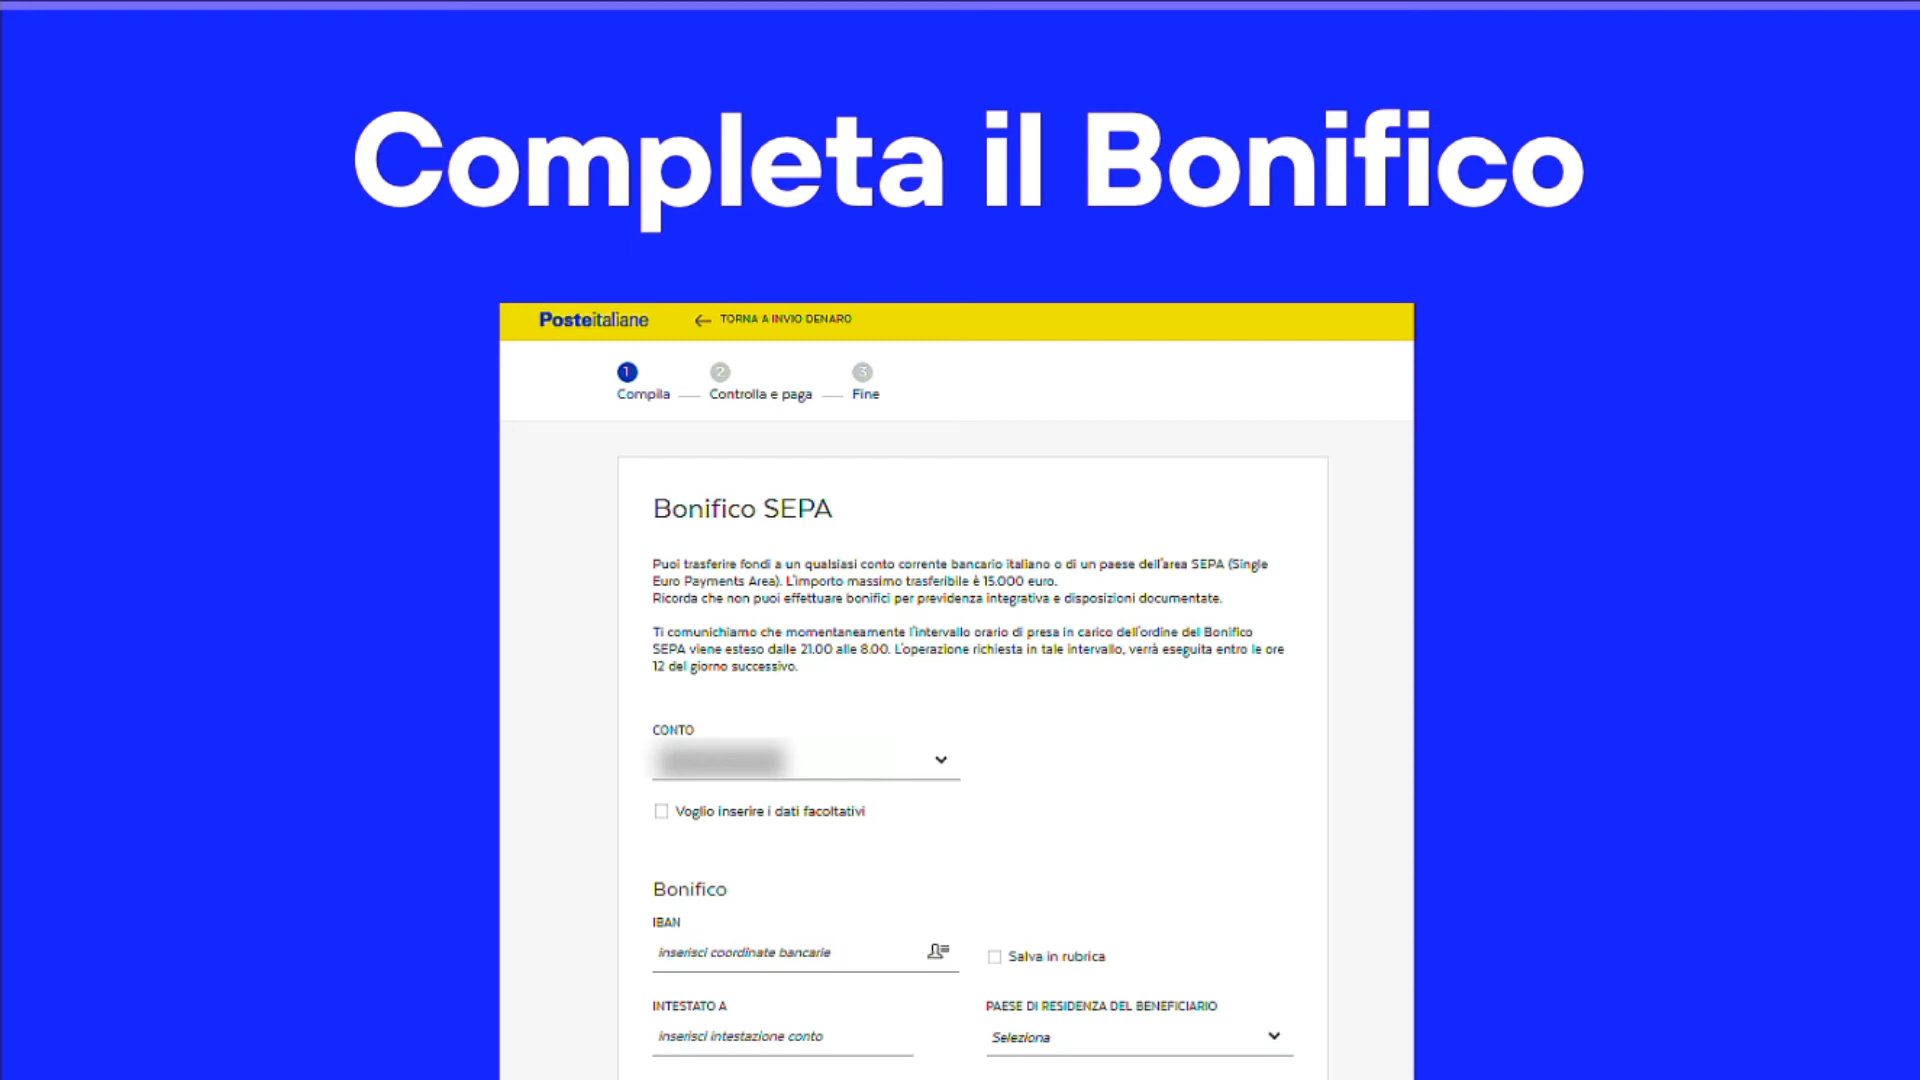 Completa il Bonifico
Posteitaliane
TORNA A INVIO DENARO
1 2 3
Compila Controlla e paga Fine
Bonifico SEPA
Puoi trasferire fondi a un qualsiasi conto corrente bancario italiano o di un paese dell'area SEPA (Single
Euro Payments Area). L'importo massimo trasferibile è 15.000 euro.
Ricorda che non puoi effettuare bonifici per previdenza integrativa e disposizioni documentate.
Ti comunichiamo che momentaneamente l'intervallo orario di presa in carico dell'ordine del Bonifico
SEPA viene esteso dalle 21.00 alle 8.00. L'operazione richiesta in tale intervallo, verrà eseguita entro le ore
12 del giorno successivo.
CONTO
Voglio inserire i dati facoltativi
Bonifico
IBAN
inserisci coordinate bancarie
Salva in rubrica
INTESTATO A
PAESE DI RESIDENZA DEL BENEFICIARIO
inserisci intestazione conto
Seleziona